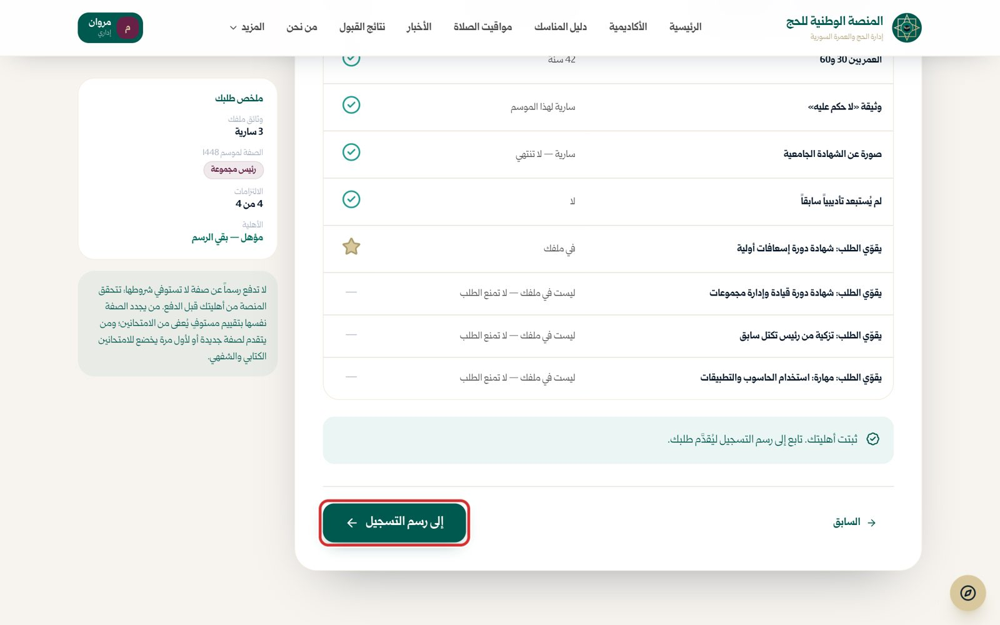 المنصة الوطنية للحج
إدارة الحج والعمرة السورية
الرئيسية
الأكاديمية
دليل المناسك
مواقيت الصلاة
الأخبار
نتائج القبول
من نحن
المزيد
مروان
إداري
م
العمر بين 30 و60
42 سنة
وثيقة «لا حكم عليه»
سارية لهذا الموسم
صورة عن الشهادة الجامعية
سارية — لا تنتهي
لم يُستبعد تأديبياً سابقاً
لا
يقوّي الطلب: شهادة دورة إسعافات أولية
في ملفك
يقوّي الطلب: شهادة دورة قيادة وإدارة مجموعات
ليست في ملفك — لا تمنع الطلب
—
يقوّي الطلب: تزكية من رئيس تكتل سابق
ليست في ملفك — لا تمنع الطلب
—
يقوّي الطلب: مهارة: استخدام الحاسوب والتطبيقات
ليست في ملفك — لا تمنع الطلب
—
ثبتت أهليتك. تابع إلى رسم التسجيل ليُقدَّم طلبك.
السابق
إلى رسم التسجيل
ملخص طلبك
وثائق ملفك
3 سارية
الصفة لموسم 1448
رئيس مجموعة
الالتزامات
4 من 4
الأهلية
مؤهل — بقي الرسم
لا تدفع رسماً عن صفة لا تستوفي شروطها: تتحقق
المنصة من أهليتك قبل الدفع. من يجدد الصفة
نفسها بتقييم مستوفٍ يُعفى من الامتحانين؛ ومن
يتقدم لصفة جديدة أو لأول مرة يخضع للامتحانين
الكتابي والشفهي.